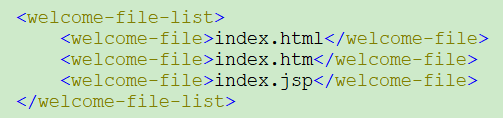 <welcome-file-list>
    <welcome-file>index.html</welcome-file>
    <welcome-file>index.htm</welcome-file>
    <welcome-file>index.jsp</welcome-file>
</welcome-file-list>